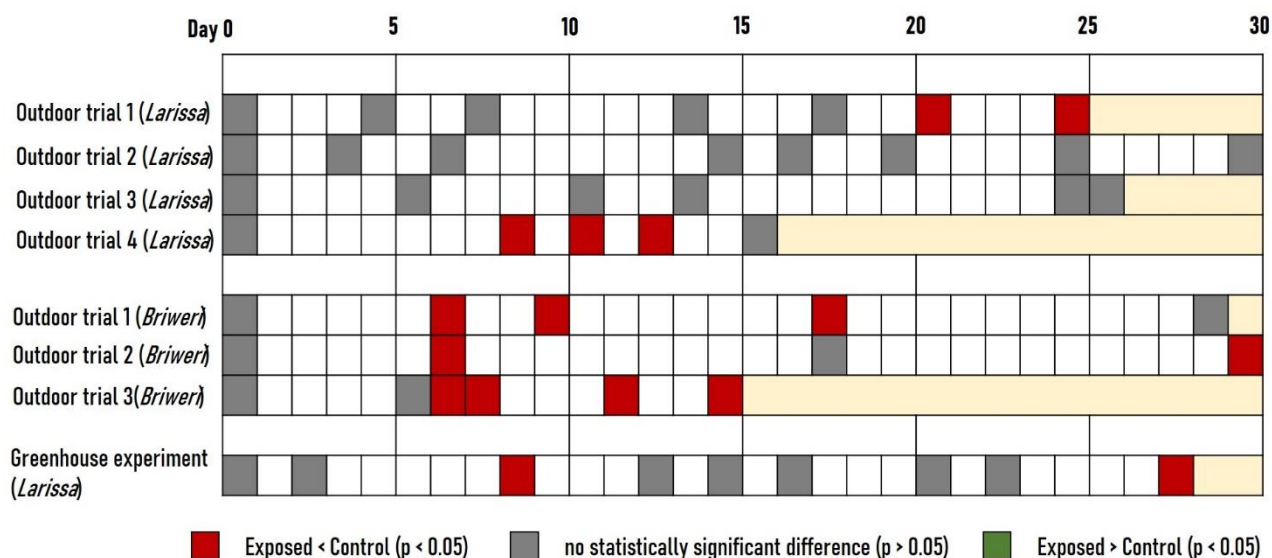 Day 0 5 10 15 20 25 30
Outdoor trial 1 (Larissa)
Outdoor trial 2 (Larissa)
Outdoor trial 3 (Larissa)
Outdoor trial 4 (Larissa)
Outdoor trial 1 (Briweri)
Outdoor trial 2 (Briweri)
Outdoor trial 3(Briweri)
Greenhouse experiment
(Larissa)
Exposed < Control (p < 0.05) no statistically significant difference (p > 0.05) Exposed > Control (p < 0.05)